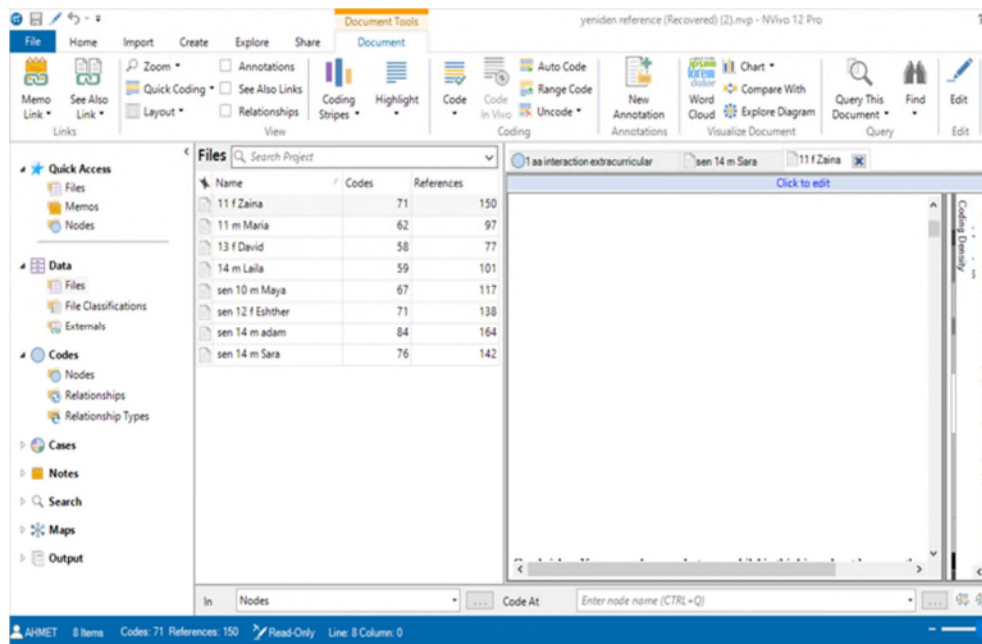 Document Tools
yeniden reference (Recovered) (2).nvp - NVivo 12 Pro
File Home Import Create Explore Share Document
Memo Link
See Also Link
Links
Zoom
Quick Coding
Layout
Annotations
See Also Links
Relationships
View
Coding Stripes
Highlight
Code
Code In Vivo
Auto Code
Range Code
Uncode
Coding
New Annotation
Annotations
Word Cloud
Chart
Compare With
Explore Diagram
Visualize Document
Query This Document
Find
Query
Edit
Edit
Quick Access
Files
Memos
Nodes
Data
Files
File Classifications
Externals
Codes
Nodes
Relationships
Relationship Types
Cases
Notes
Search
Maps
Output
Files Search Project
Name Codes References
11 f Zaina 71 150
11 m Maria 62 97
13 f David 58 77
14 m Laila 59 101
sen 10 m Maya 67 117
sen 12 f Eshther 71 138
sen 14 m adam 84 164
sen 14 m Sara 76 142
1 aa interaction extracurricular sen 14 m Sara 11 f Zaina
Click to edit
Coding Density
In Nodes ... Code At Enter node name (CTRL+Q) ...
AHMET 8 Items Codes: 71 References: 150 Read-Only Line: 8 Column: 0